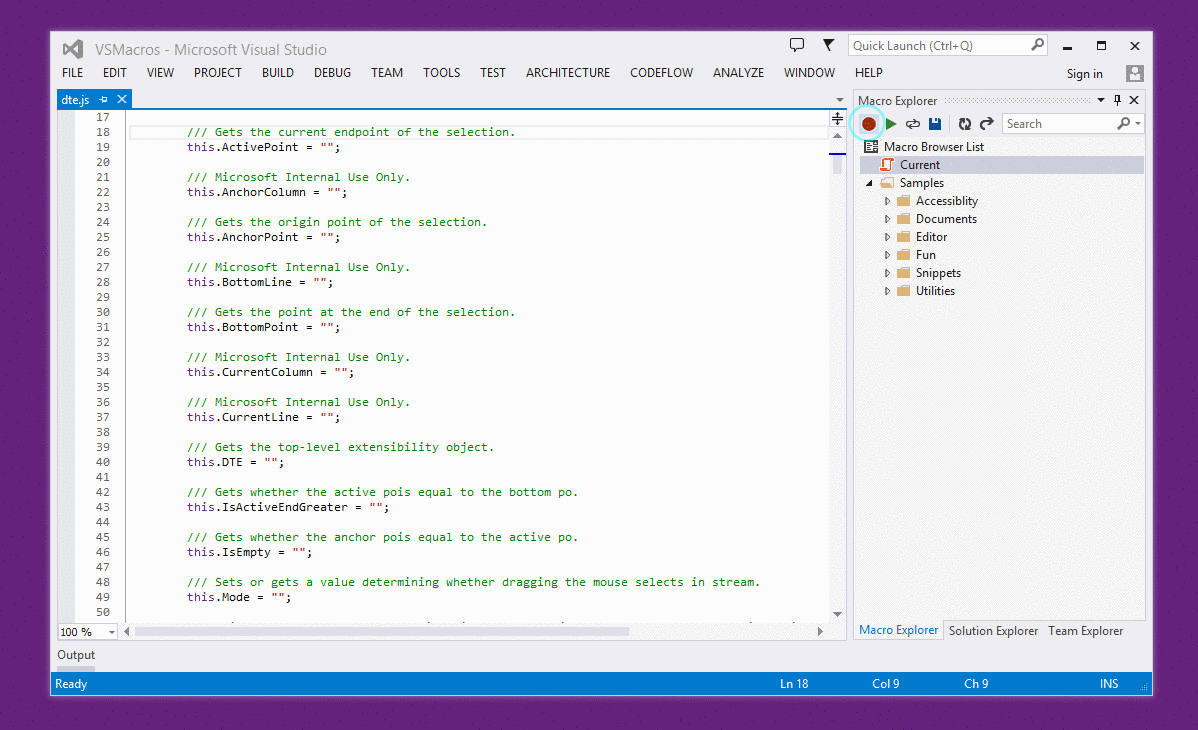 VSMacros - Microsoft Visual Studio
Quick Launch (Ctrl+Q)
FILE EDIT VIEW PROJECT BUILD DEBUG TEAM TOOLS TEST ARCHITECTURE CODEFLOW ANALYZE WINDOW HELP
Sign in
dte.js
17
18 /// Gets the current endpoint of the selection.
19 this.ActivePoint = "";
20
21 /// Microsoft Internal Use Only.
22 this.AnchorColumn = "";
23
24 /// Gets the origin point of the selection.
25 this.AnchorPoint = "";
26
27 /// Microsoft Internal Use Only.
28 this.BottomLine = "";
29
30 /// Gets the point at the end of the selection.
31 this.BottomPoint = "";
32
33 /// Microsoft Internal Use Only.
34 this.CurrentColumn = "";
35
36 /// Microsoft Internal Use Only.
37 this.CurrentLine = "";
38
39 /// Gets the top-level extensibility object.
40 this.DTE = "";
41
42 /// Gets whether the active pois equal to the bottom po.
43 this.IsActiveEndGreater = "";
44
45 /// Gets whether the anchor pois equal to the active po.
46 this.IsEmpty = "";
47
48 /// Sets or gets a value determining whether dragging the mouse selects in stream.
49 this.Mode = "";
50
100 %
Macro Explorer
Search
Macro Browser List
Current
Samples
Accessiblity
Documents
Editor
Fun
Snippets
Utilities
Macro Explorer Solution Explorer Team Explorer
Output
Ready Ln 18 Col 9 Ch 9 INS